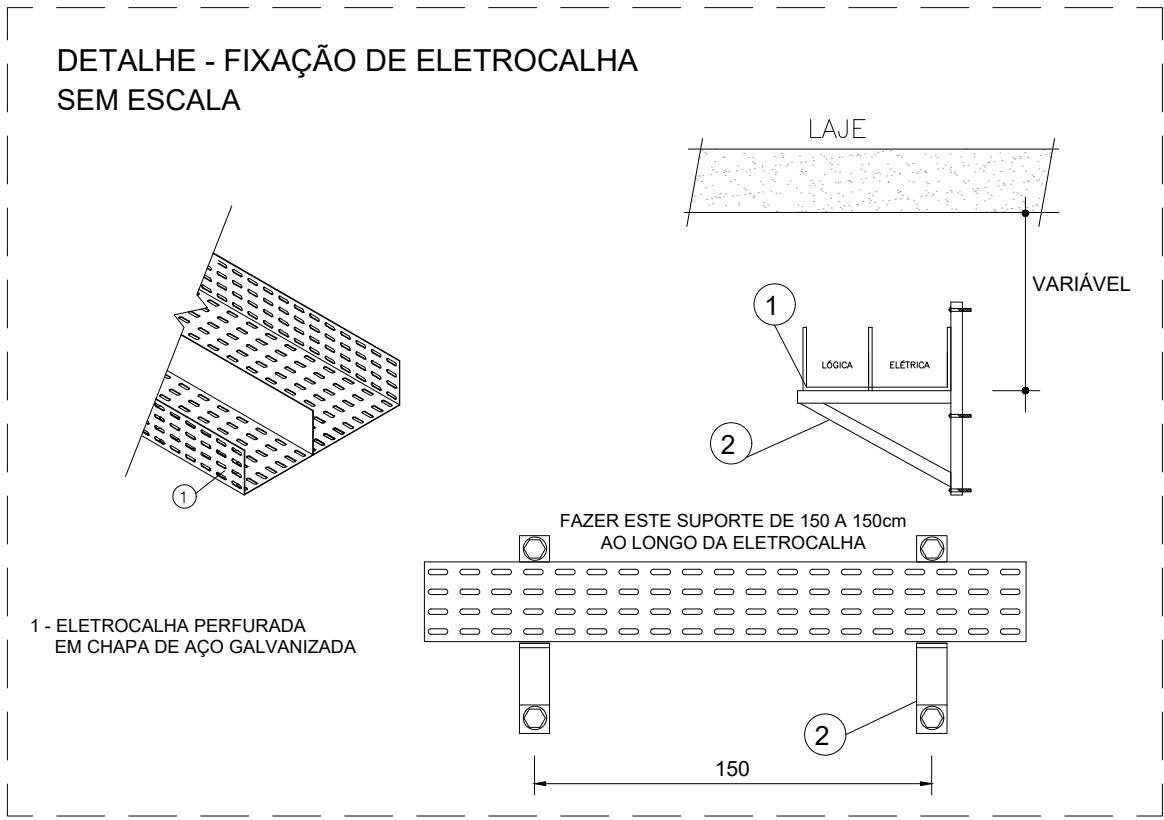 DETALHE - FIXAÇÃO DE ELETROCALHA
SEM ESCALA
LAJE
VARIÁVEL
1
LÓGICA
ELÉTRICA
2
1
FAZER ESTE SUPORTE DE 150 A 150cm
AO LONGO DA ELETROCALHA
1 - ELETROCALHA PERFURADA
EM CHAPA DE AÇO GALVANIZADA
2
150